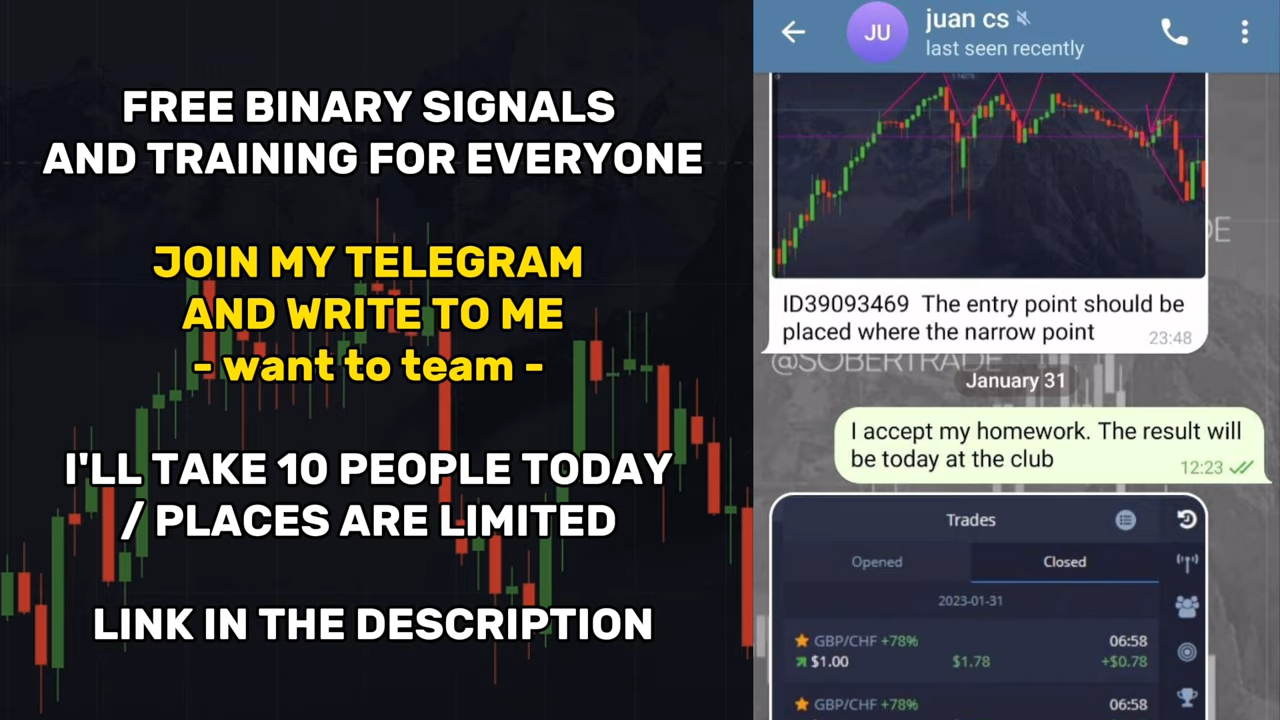 FREE BINARY SIGNALS
AND TRAINING FOR EVERYONE
JOIN MY TELEGRAM
AND WRITE TO ME
- want to team -
I'LL TAKE 10 PEOPLE TODAY
/ PLACES ARE LIMITED
LINK IN THE DESCRIPTION
JU
juan cs
last seen recently
ID39093469 The entry point should be
placed where the narrow point
23:48
@SOBERTRADE
January 31
I accept my homework. The result will
be today at the club
12:23
Trades
Opened
Closed
2023-01-31
GBP/CHF +78%
06:58
$1.00
$1.78
+$0.78
GBP/CHF +78%
06:58